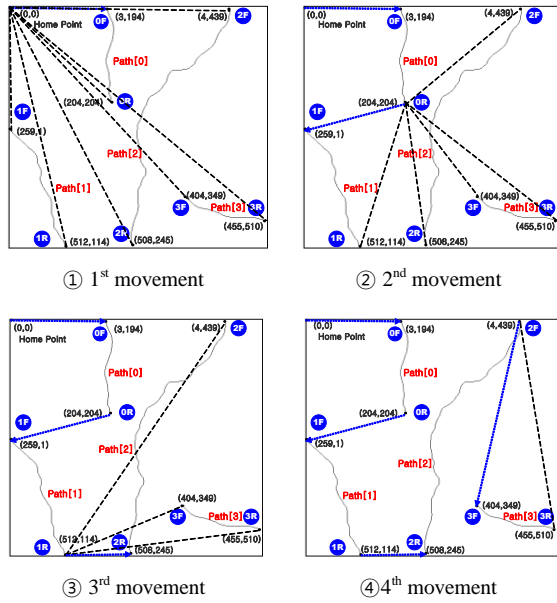 (0,0)
Home Point
0F
(3,194)
(4,439)
2F
Path[0]
(204,204)
0R
1F
(259,1)
Path[2]
Path[1]
(404,349)
3F
3R
Path[3]
(455,510)
1R
(512,114)
2R
(508,245)
① 1st movement
(0,0)
Home Point
0F
(3,194)
(4,439)
2F
Path[0]
(204,204)
0R
1F
(259,1)
Path[2]
Path[1]
(404,349)
3F
3R
Path[3]
(455,510)
1R
(512,114)
2R
(508,245)
② 2nd movement
(0,0)
Home Point
0F
(3,194)
(4,439)
2F
Path[0]
(204,204)
0R
1F
(259,1)
Path[2]
Path[1]
(404,349)
3F
Path[3]
3R
(455,510)
1R
(512,114)
2R
(508,245)
③ 3rd movement
(0,0)
Home Point
0F
(3,194)
(4,439)
2F
Path[0]
(204,204)
0R
1F
(259,1)
Path[2]
Path[1]
(404,349)
3F
Path[3]
3R
(455,510)
1R
(512,114)
2R
(508,245)
④4th movement